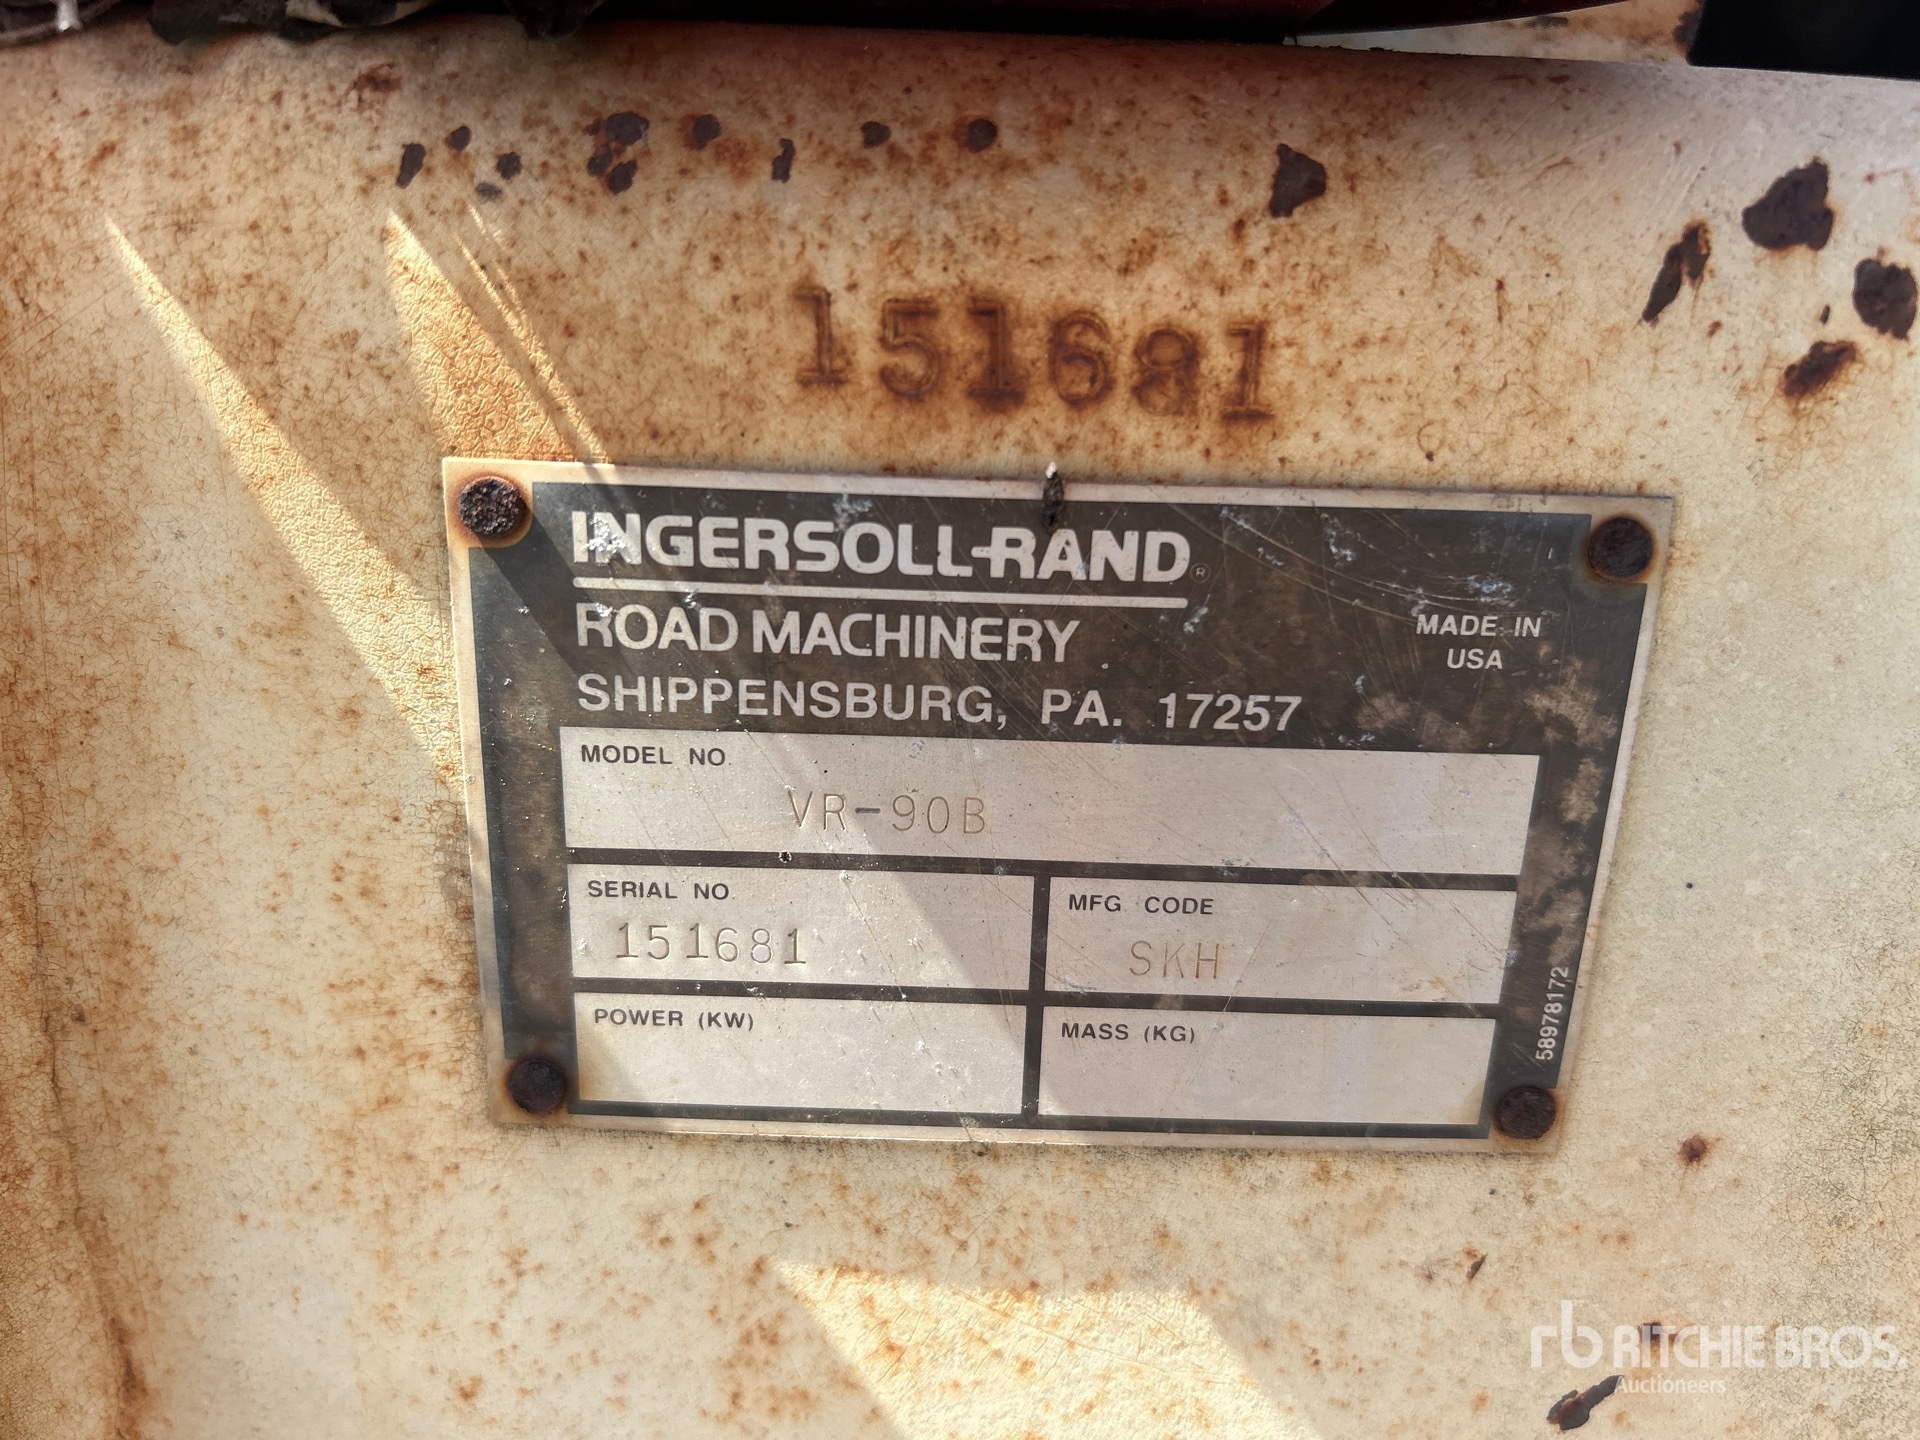 151681
INGERSOLL-RAND®
ROAD MACHINERY
MADE IN
USA
SHIPPENSBURG, PA. 17257
MODEL NO.
VR-90B
SERIAL NO.
151681
MFG CODE
SKH
POWER (KW)
MASS (KG)
58978172
rb RITCHIE BROS.
Auctioneers